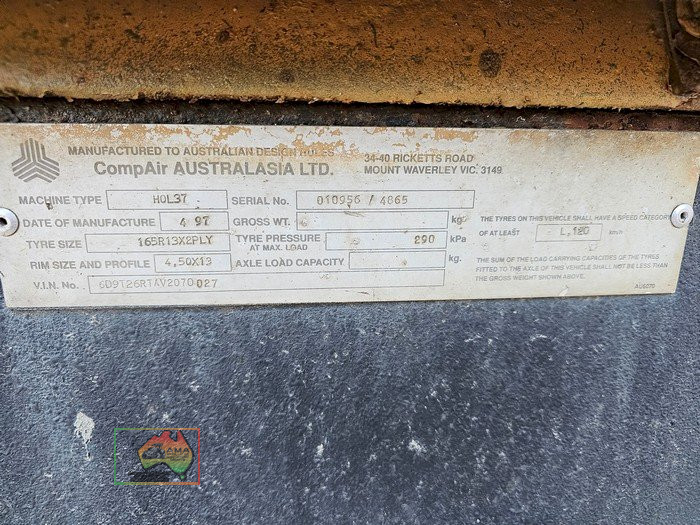 MANUFACTURED TO AUSTRALIAN DESIGN RULES
CompAir AUSTRALASIA LTD.
34-40 RICKETTS ROAD
MOUNT WAVERLEY VIC. 3149
MACHINE TYPE HOL37 SERIAL No. 010956 / 4865
DATE OF MANUFACTURE 4 97 GROSS WT. kg
TYRE SIZE 165R13X2PLY TYRE PRESSURE AT MAX. LOAD 290 kPa
RIM SIZE AND PROFILE 4.50X13 AXLE LOAD CAPACITY kg.
V.I.N. No. 6D9T26R1AV2070027
THE TYRES ON THIS VEHICLE SHALL HAVE A SPEED CATEGORY
OF AT LEAST L,120 km/h
THE SUM OF THE LOAD CARRYING CAPACITIES OF THE TYRES
FITTED TO THE AXLE OF THIS VEHICLE SHALL NOT BE LESS THAN
THE GROSS WEIGHT SHOWN ABOVE.